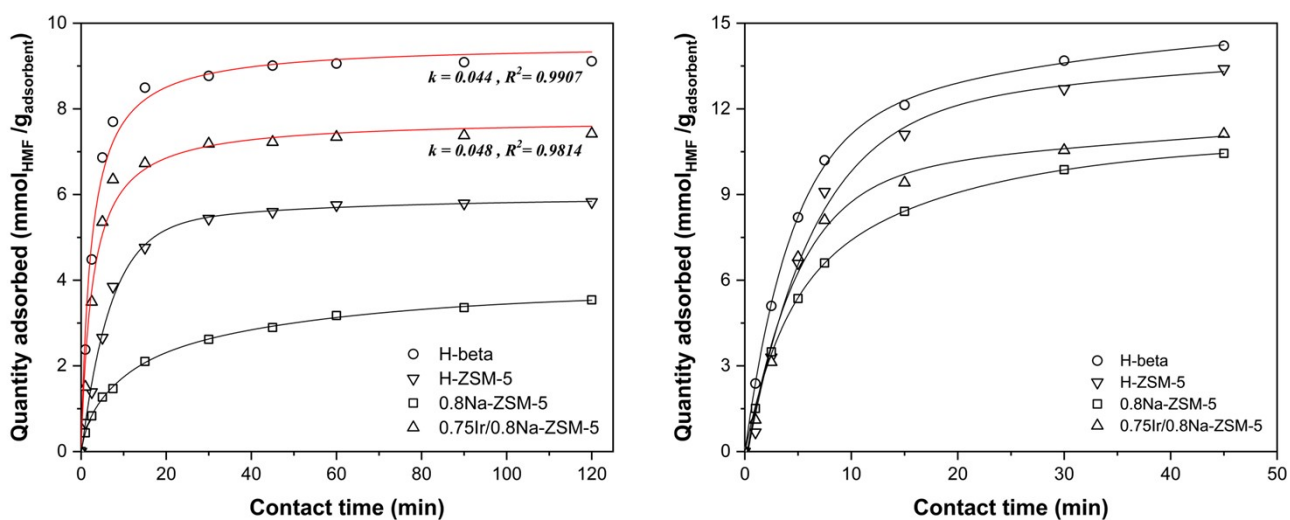 Quantity adsorbed (mmolHMF /gadsorbent)
10
8
6
4
2
0
k = 0.044 , R2= 0.9907
k = 0.048 , R2= 0.9814
H-beta
H-ZSM-5
0.8Na-ZSM-5
0.75Ir/0.8Na-ZSM-5
0 20 40 60 80 100 120
Contact time (min)
Quantity adsorbed (mmolHMF /gadsorbent)
15
12
9
6
3
0
H-beta
H-ZSM-5
0.8Na-ZSM-5
0.75Ir/0.8Na-ZSM-5
0 10 20 30 40 50
Contact time (min)